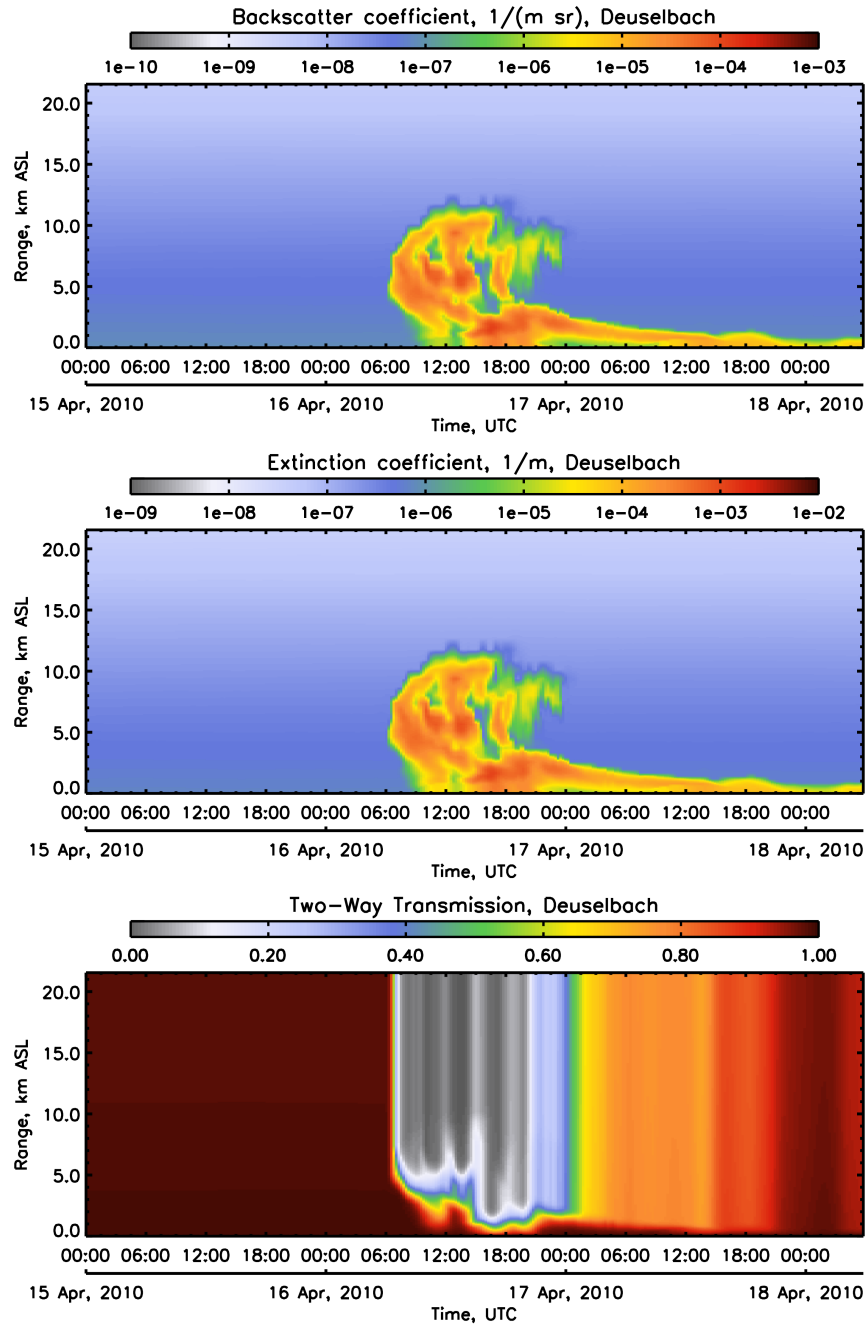 Backscatter coefficient, 1/(m sr), Deuselbach
1e-10 1e-09 1e-08 1e-07 1e-06 1e-05 1e-04 1e-03
Range, km ASL
20.0
15.0
10.0
5.0
0.0
00:00 06:00 12:00 18:00 00:00 06:00 12:00 18:00 00:00 06:00 12:00 18:00 00:00
15 Apr, 2010 16 Apr, 2010 17 Apr, 2010 18 Apr, 2010
Time, UTC
Extinction coefficient, 1/m, Deuselbach
1e-09 1e-08 1e-07 1e-06 1e-05 1e-04 1e-03 1e-02
Range, km ASL
20.0
15.0
10.0
5.0
0.0
00:00 06:00 12:00 18:00 00:00 06:00 12:00 18:00 00:00 06:00 12:00 18:00 00:00
15 Apr, 2010 16 Apr, 2010 17 Apr, 2010 18 Apr, 2010
Time, UTC
Two-Way Transmission, Deuselbach
0.00 0.20 0.40 0.60 0.80 1.00
Range, km ASL
20.0
15.0
10.0
5.0
0.0
00:00 06:00 12:00 18:00 00:00 06:00 12:00 18:00 00:00 06:00 12:00 18:00 00:00
15 Apr, 2010 16 Apr, 2010 17 Apr, 2010 18 Apr, 2010
Time, UTC